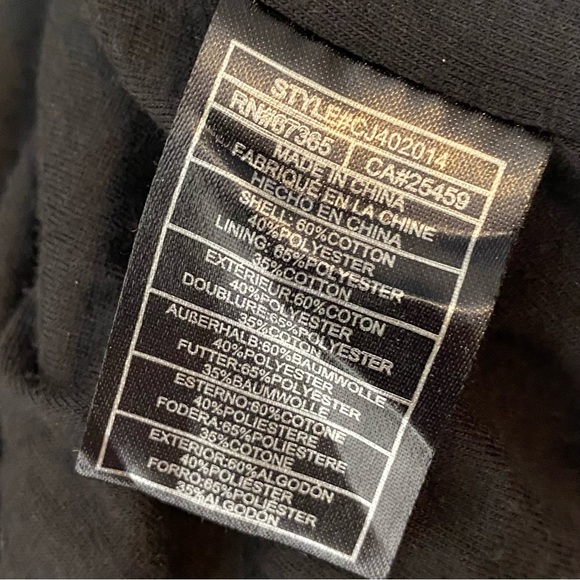 STYLE#CJ402014
RN#67365 CA#25459
MADE IN CHINA
FABRIQUÉ EN LA CHINE
HECHO EN CHINA
SHELL: 60%COTTON
40%POLYESTER
LINING: 65%POLYESTER
35%COTTON
EXTERIEUR:60%COTON
40%POLYESTER
DOUBLURE:65%POLYESTER
35%COTON
AUßERHALB:60%BAUMWOLLE
40%POLYESTER
FUTTER:65%POLYESTER
35%BAUMWOLLE
ESTERNO:60%COTONE
40%POLIESTERE
FODERA:65%POLIESTERE
35%COTONE
EXTERIOR:60%ALGODÓN
40%POLIÉSTER
FORRO:65%POLIÉSTER
35%ALGODÓN